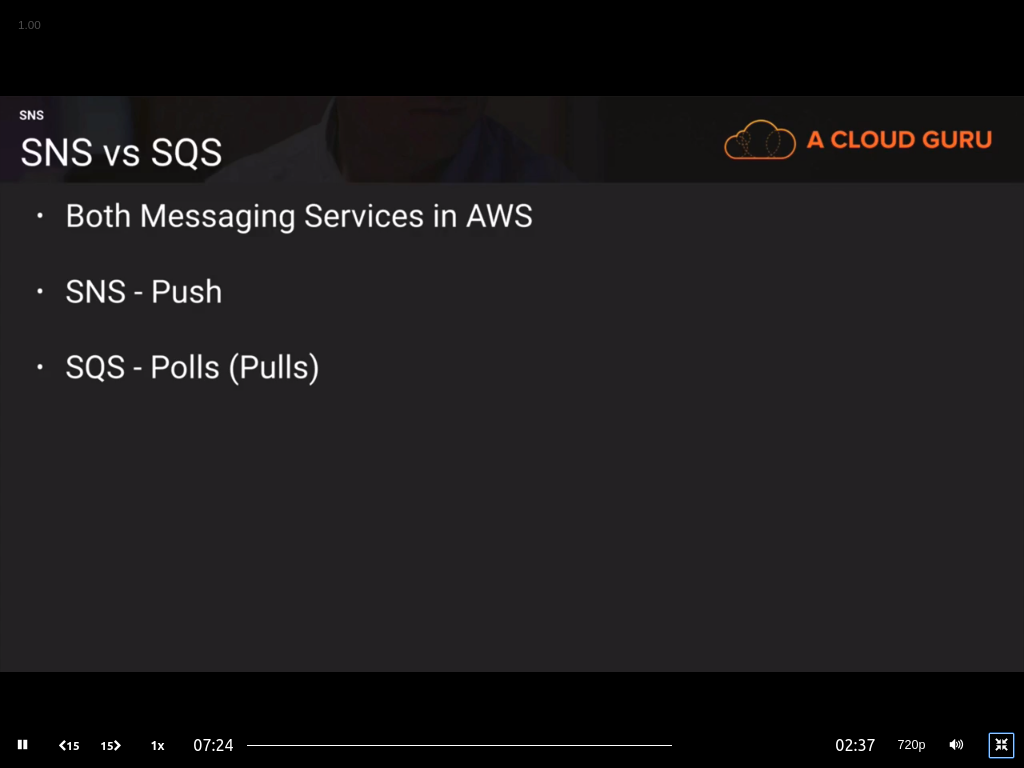 1.00
SNS
SNS vs SQS
A CLOUD GURU
• Both Messaging Services in AWS
• SNS - Push
• SQS - Polls (Pulls)
15 15 1x 07:24 02:37 720p